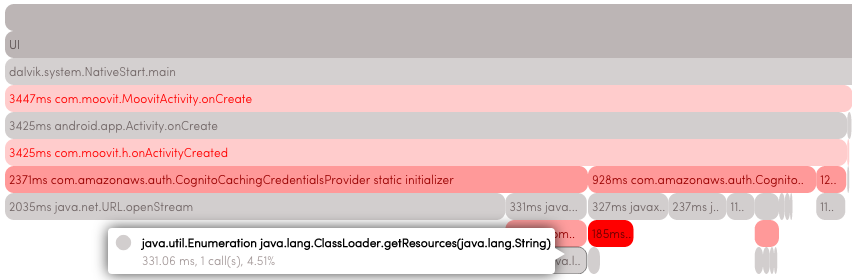 UI
dalvik.system.NativeStart.main
3447ms com.moovit.MoovitActivity.onCreate
3425ms android.app.Activity.onCreate
3425ms com.moovit.h.onActivityCreated
2371ms com.amazonaws.auth.CognitoCachingCredentialsProvider static initializer 928ms com.amazonaws.auth.Cognito.. 12..
2035ms java.net.URL.openStream 331ms java... 327ms javax.. 237ms j.. 11.. 11..
om.. 185ms..
java.util.Enumeration java.lang.ClassLoader.getResources(java.lang.String)
331.06 ms, 1 call(s), 4.51%
va.l..